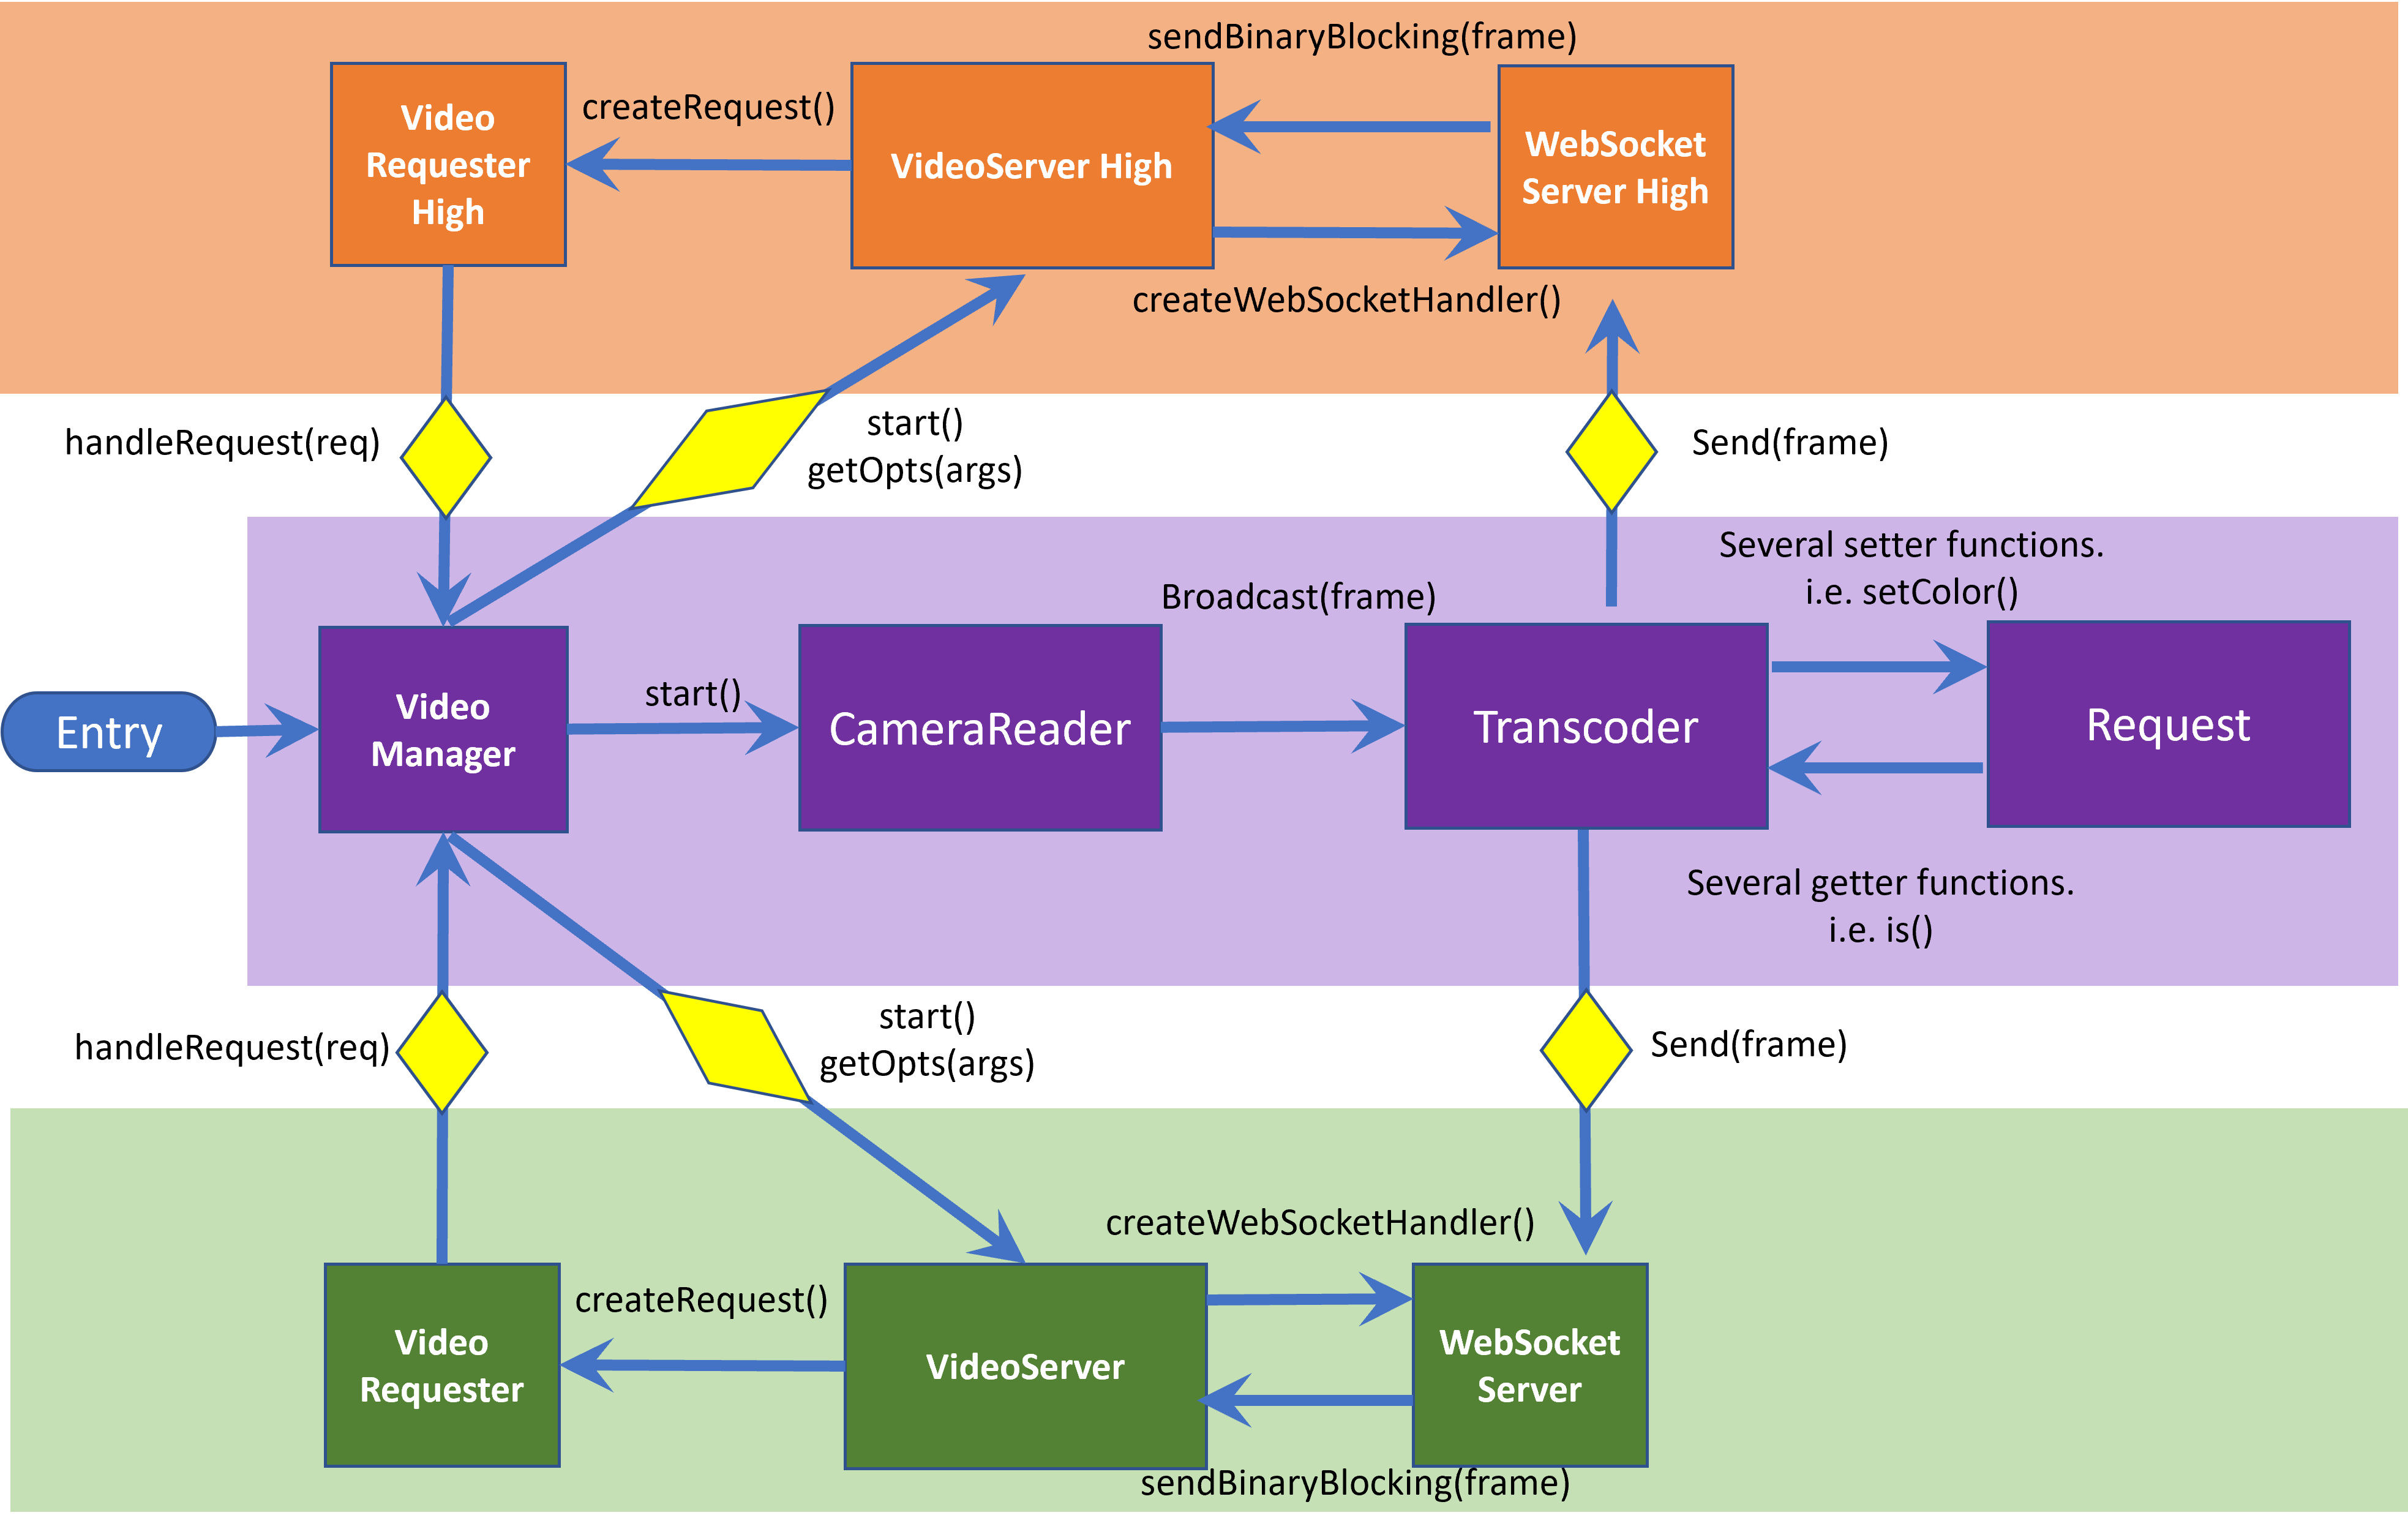 sendBinaryBlocking(frame)
Video
Requester
High
createRequest()
VideoServer High
WebSocket
Server High
createWebSocketHandler()
handleRequest(req)
start()
getOpts(args)
Send(frame)
Several setter functions.
i.e. setColor()
Broadcast(frame)
Entry
Video
Manager
start()
CameraReader
Transcoder
Request
Several getter functions.
i.e. is()
handleRequest(req)
start()
getOpts(args)
Send(frame)
createWebSocketHandler()
Video
Requester
createRequest()
VideoServer
WebSocket
Server
sendBinaryBlocking(frame)